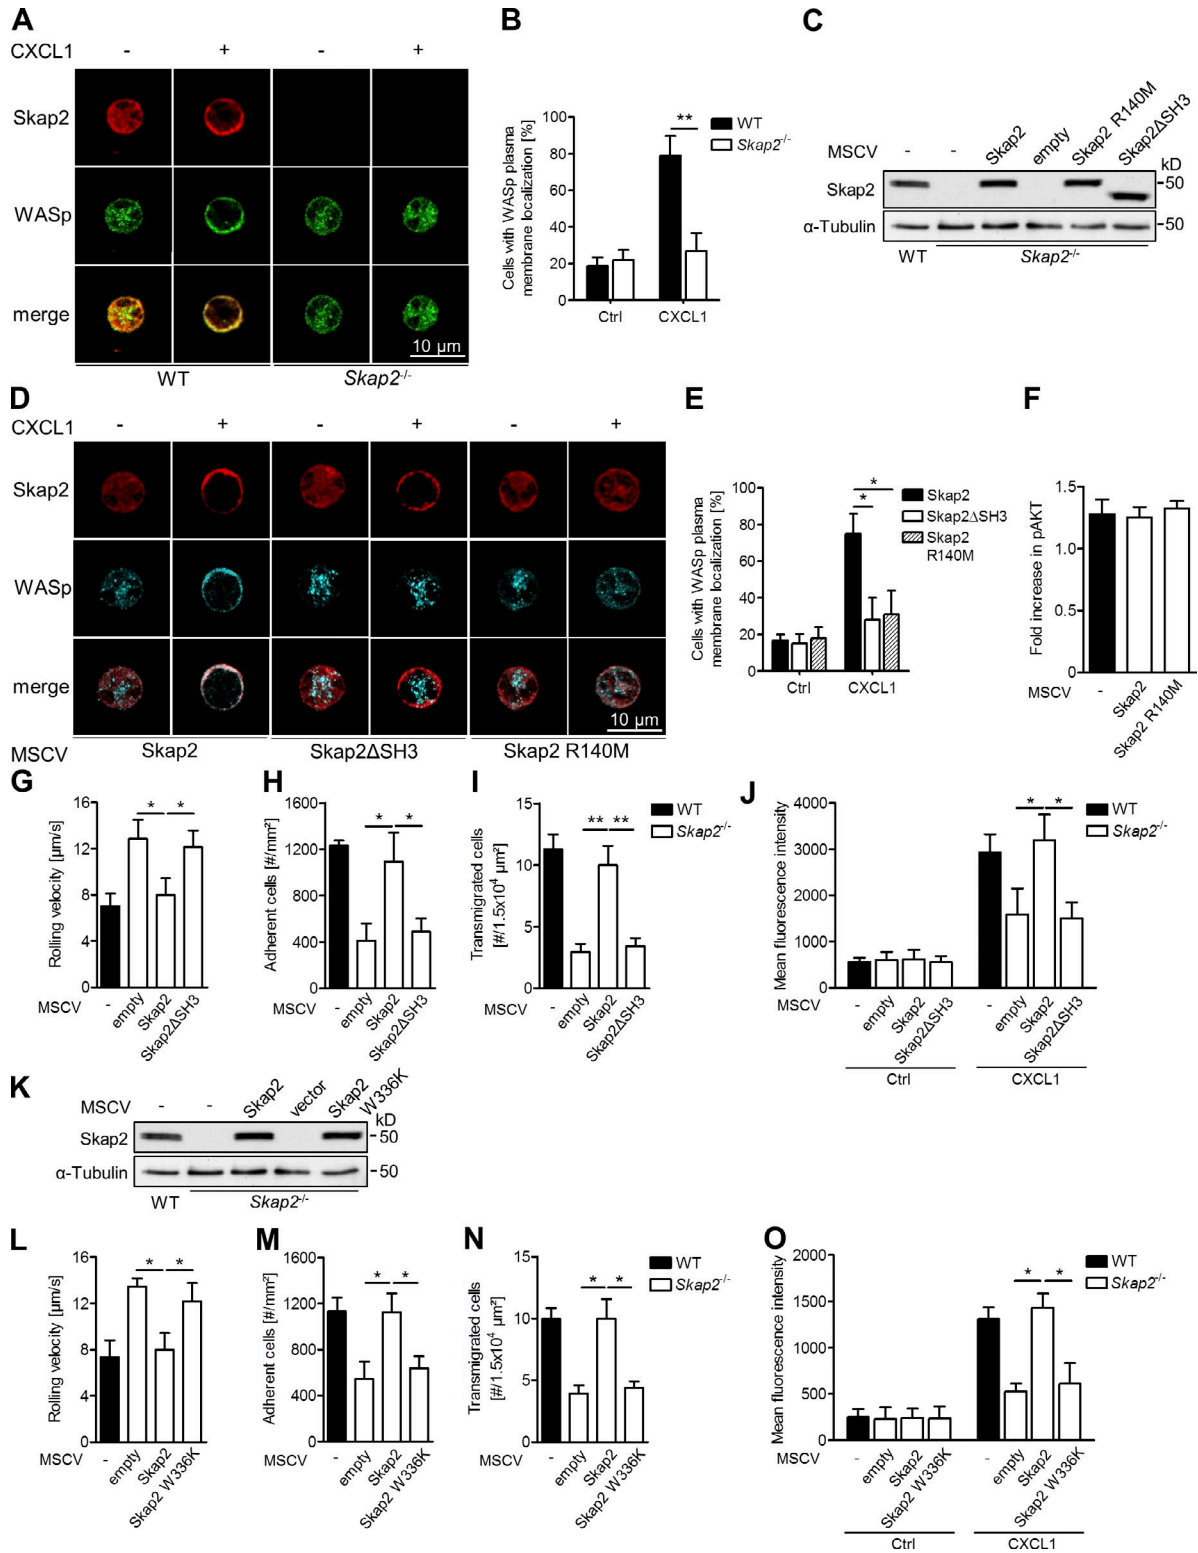 A
CXCL1 - + - +
Skap2
WASp
merge
10 µm
WT Skap2-/-
B
Cells with WASp plasma
membrane localization [%]
100
80
60
40
20
0
**
WT
Skap2-/-
Ctrl CXCL1
C
MSCV - - Skap2 empty Skap2 R140M Skap2ΔSH3
kD
Skap2 50
α-Tubulin 50
WT Skap2-/-
D
CXCL1 - + - + - +
Skap2
WASp
merge
10 µm
MSCV Skap2 Skap2ΔSH3 Skap2 R140M
E
Cells with WASp plasma
membrane localization [%]
100
80
60
40
20
0
*
*
Skap2
Skap2ΔSH3
Skap2
R140M
Ctrl CXCL1
F
Fold increase in pAKT
1.5
1.0
0.5
0
MSCV - Skap2 Skap2 R140M
G
Rolling velocity [µm/s]
16
12
8
4
0
* *
MSCV - empty Skap2 Skap2ΔSH3
H
Adherent cells [#/mm²]
1600
1200
800
400
0
* *
MSCV - empty Skap2 Skap2ΔSH3
I
Transmigrated cells
[#/1.5x10⁴ µm²]
15
10
5
0
** **
WT
Skap2-/-
MSCV - empty Skap2 Skap2ΔSH3
J
Mean fluorescence intensity
4000
3000
2000
1000
0
* *
MSCV - empty Skap2 Skap2ΔSH3 - empty Skap2 Skap2ΔSH3
Ctrl CXCL1
K
MSCV - - Skap2 vector Skap2 W336K
kD
Skap2 50
α-Tubulin 50
WT Skap2-/-
L
Rolling velocity [µm/s]
16
12
8
4
0
* *
MSCV - empty Skap2 Skap2 W336K
M
Adherent cells [#/mm²]
1600
1200
800
400
0
* *
MSCV - empty Skap2 Skap2 W336K
N
Transmigrated cells
[#/1.5x10⁴ µm²]
15
10
5
0
* *
WT
Skap2-/-
MSCV - empty Skap2 Skap2 W336K
O
Mean fluorescence intensity
2000
1500
1000
500
0
* *
MSCV - empty Skap2 Skap2 W336K - empty Skap2 Skap2 W336K
Ctrl CXCL1